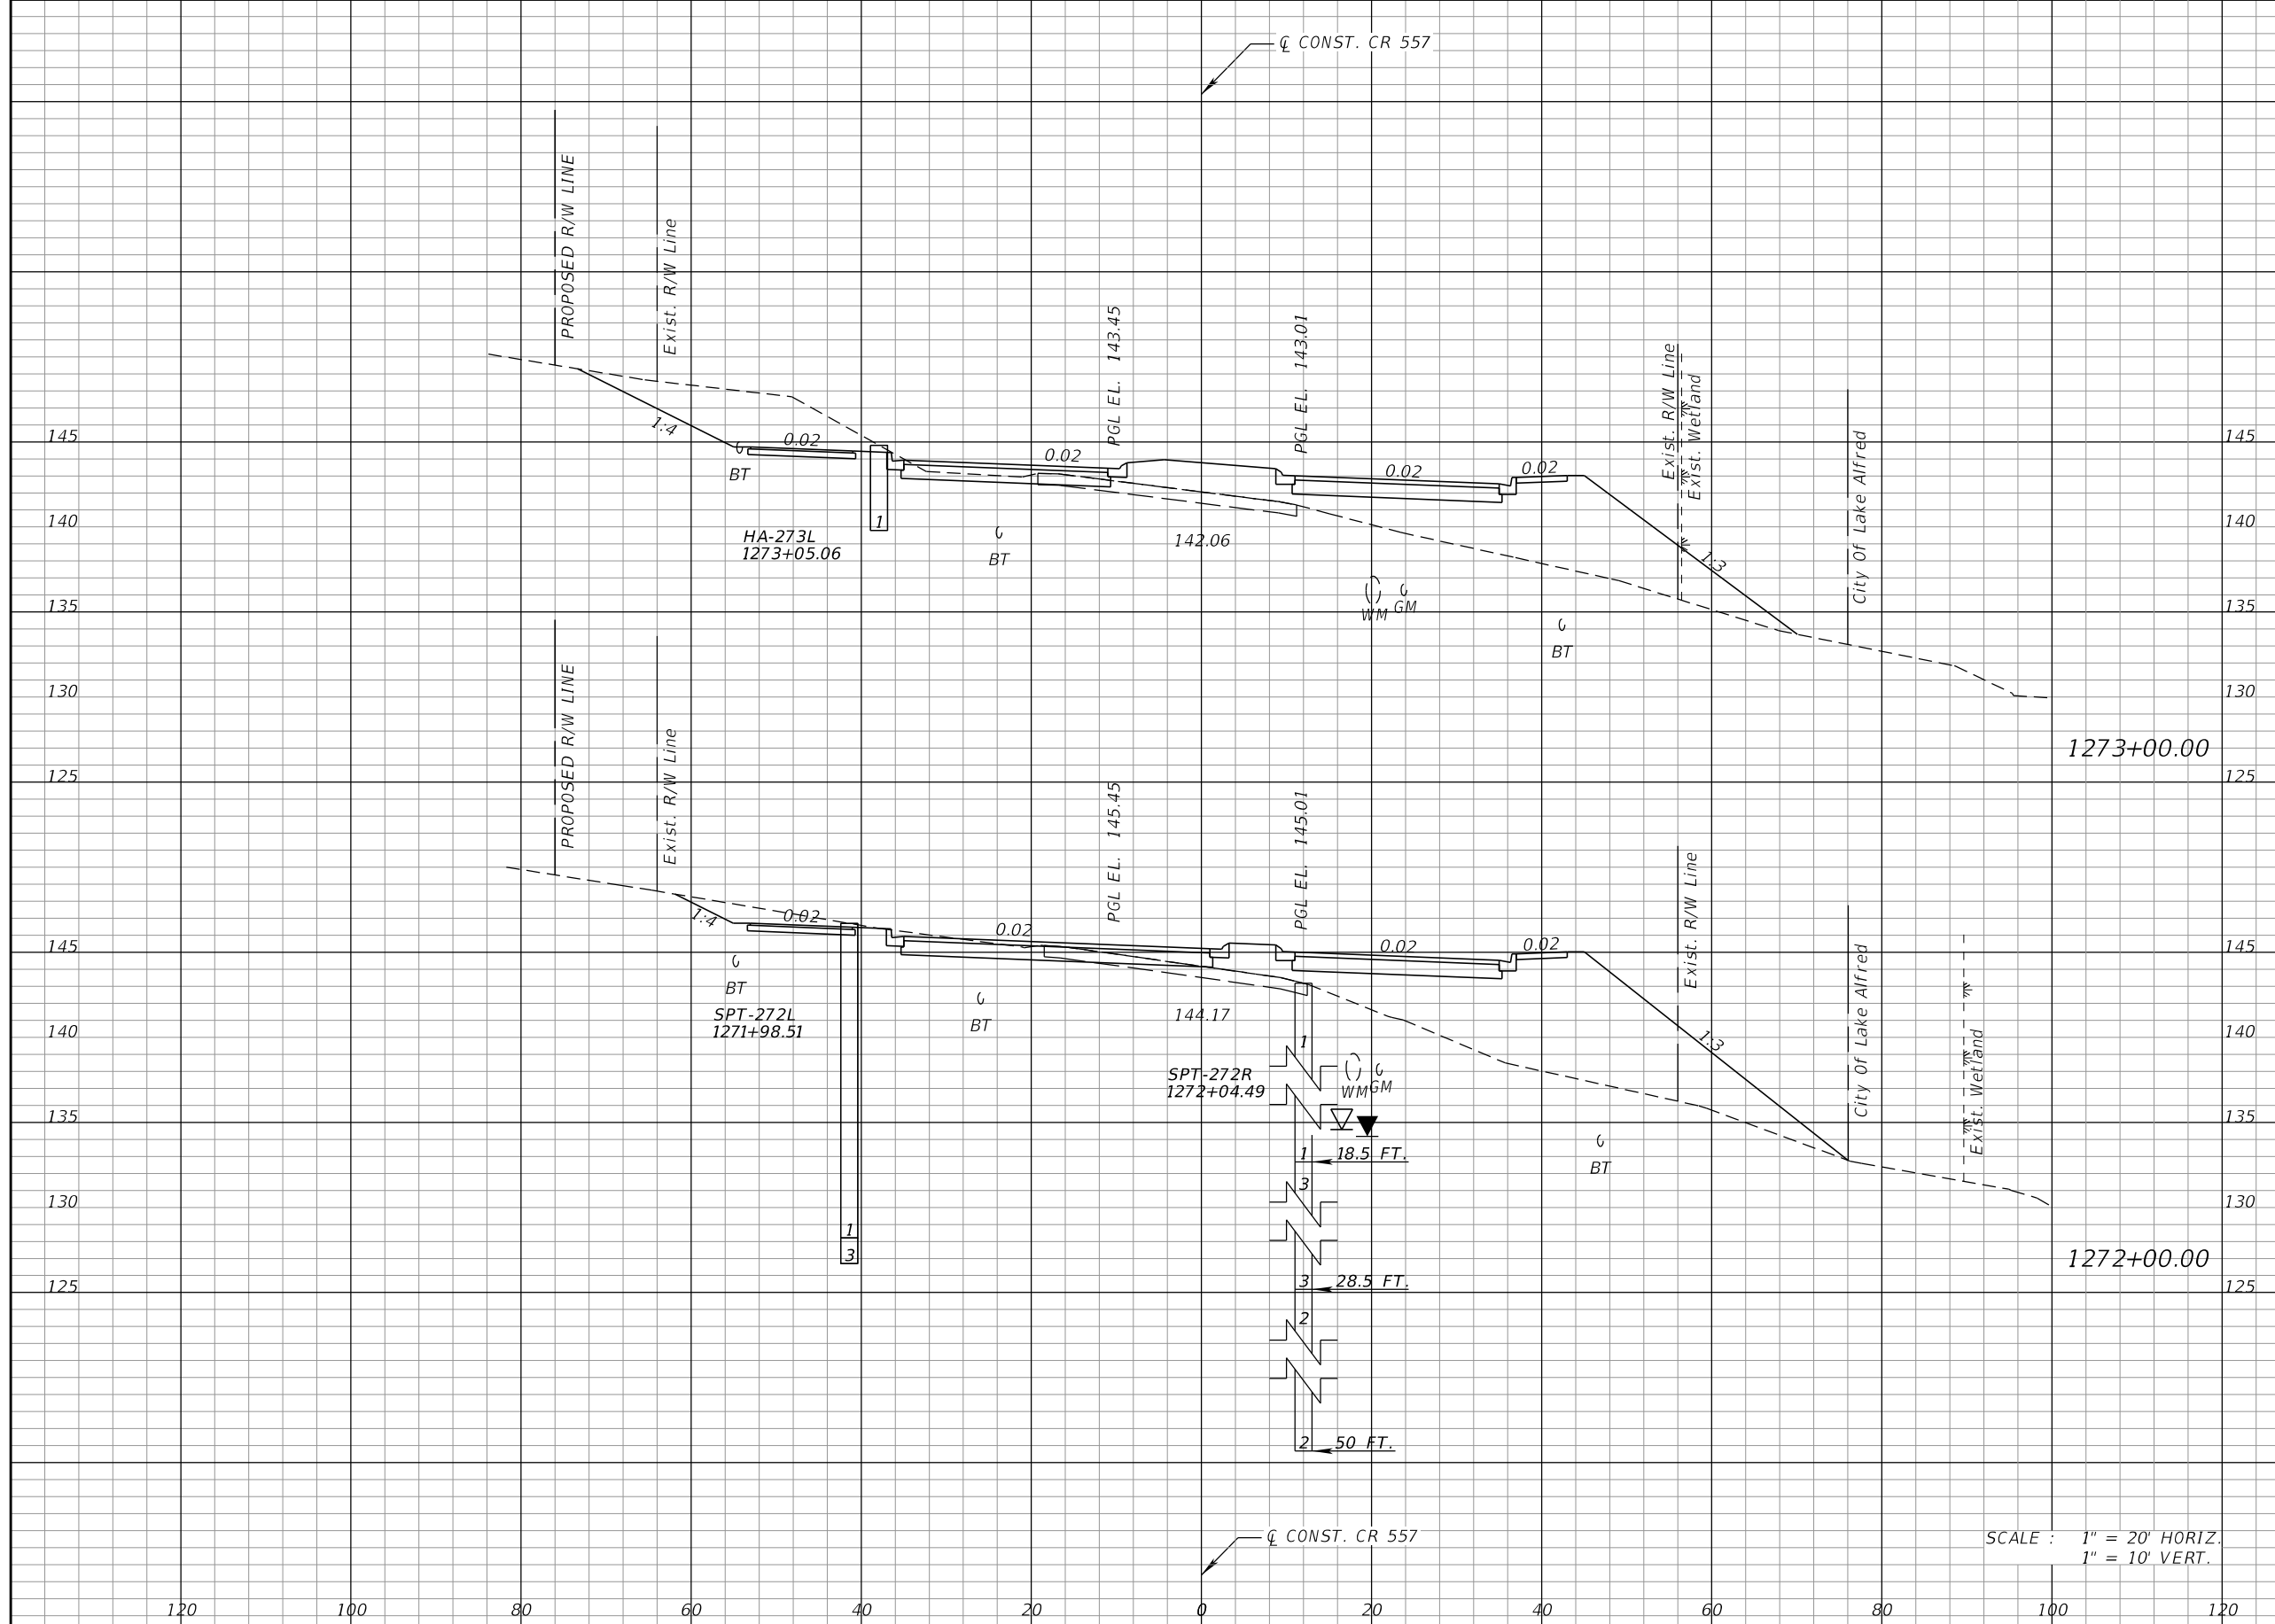 ℄ CONST. CR 557
PROPOSED R/W LINE
Exist. R/W Line
PGL EL. 143.45
PGL EL. 143.01
Exist. R/W Line
Exist. Wetland
City Of Lake Alfred
145
0.02
0.02
0.02
0.02
145
1:4
BT
1
140
HA-273L
1273+05.06
BT
142.06
1:3
140
135
WM
GM
BT
135
130
130
1273+00.00
125
125
PROPOSED R/W LINE
Exist. R/W Line
PGL EL. 145.45
PGL EL. 145.01
Exist. R/W Line
City Of Lake Alfred
Exist. Wetland
145
1:4
0.02
0.02
0.02
0.02
145
BT
SPT-272L
1271+98.51
BT
144.17
140
1
1:3
140
SPT-272R
1272+04.49
WM
GM
135
135
1
18.5 FT.
BT
3
130
130
1
3
1272+00.00
125
3
28.5 FT.
125
2
2
50 FT.
℄ CONST. CR 557
SCALE : 1" = 20' HORIZ.
1" = 10' VERT.
120
100
80
60
40
20
0
20
40
60
80
100
120